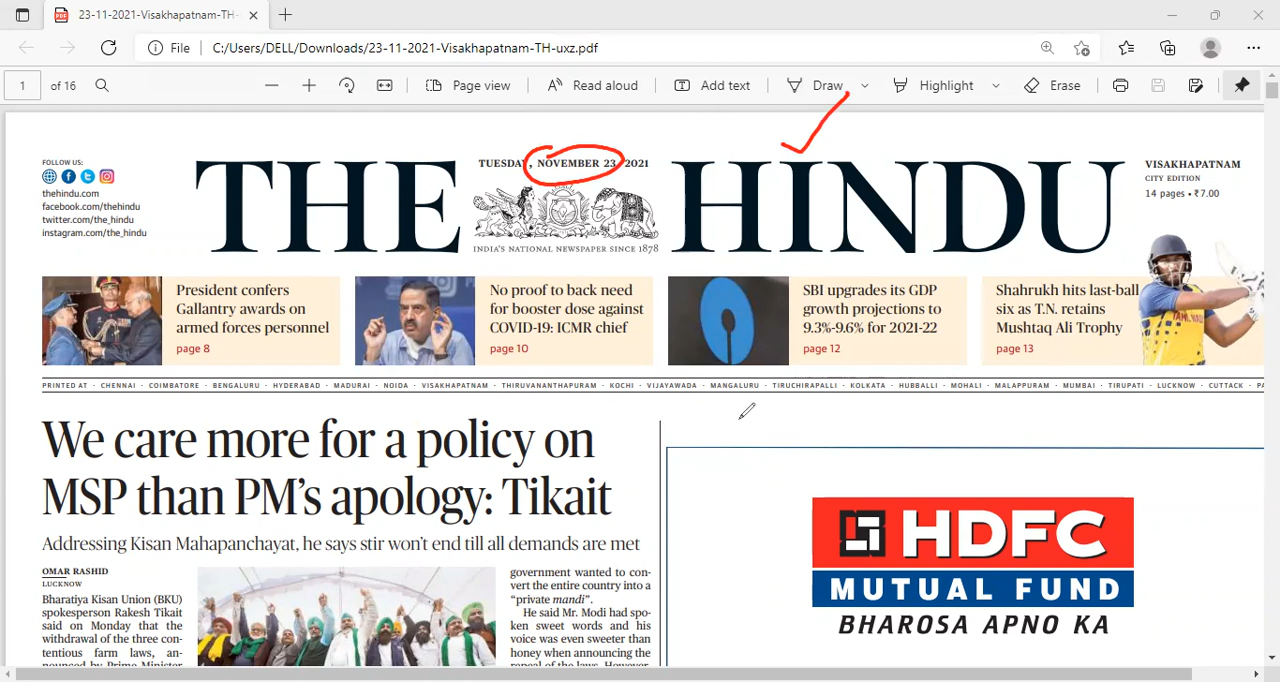 23-11-2021-Visakhapatnam-TH-
File
C:/Users/DELL/Downloads/23-11-2021-Visakhapatnam-TH-uxz.pdf
1 of 16
Page view
Read aloud
Add text
Draw
Highlight
Erase
FOLLOW US:
thehindu.com
facebook.com/thehindu
twitter.com/the_hindu
instagram.com/the_hindu
TUESDAY, NOVEMBER 23, 2021
THE HINDU
INDIA'S NATIONAL NEWSPAPER SINCE 1878
VISAKHAPATNAM
CITY EDITION
14 pages • ₹7.00
President confers
Gallantry awards on
armed forces personnel
page 8
No proof to back need
for booster dose against
COVID-19: ICMR chief
page 10
SBI upgrades its GDP
growth projections to
9.3%-9.6% for 2021-22
page 12
Shahrukh hits last-ball
six as T.N. retains
Mushtaq Ali Trophy
page 13
PRINTED AT · CHENNAI · COIMBATORE · BENGALURU · HYDERABAD · MADURAI · NOIDA · VISAKHAPATNAM · THIRUVANANTHAPURAM · KOCHI · VIJAYAWADA · MANGALURU · TIRUCHIRAPALLI · KOLKATA · HUBBALLI · MOHALI · MALAPPURAM · MUMBAI · TIRUPATI · LUCKNOW · CUTTACK · PA
We care more for a policy on
MSP than PM's apology: Tikait
Addressing Kisan Mahapanchayat, he says stir won't end till all demands are met
OMAR RASHID
LUCKNOW
Bharatiya Kisan Union (BKU)
spokesperson Rakesh Tikait
said on Monday that the
withdrawal of the three con-
tentious farm laws, an-
nounced by Prime Minister
government wanted to con-
vert the entire country into a
“private mandi”.
He said Mr. Modi had spo-
ken sweet words and his
voice was even sweeter than
honey when announcing the
repeal of the laws. However,
HDFC
MUTUAL FUND
BHAROSA APNO KA